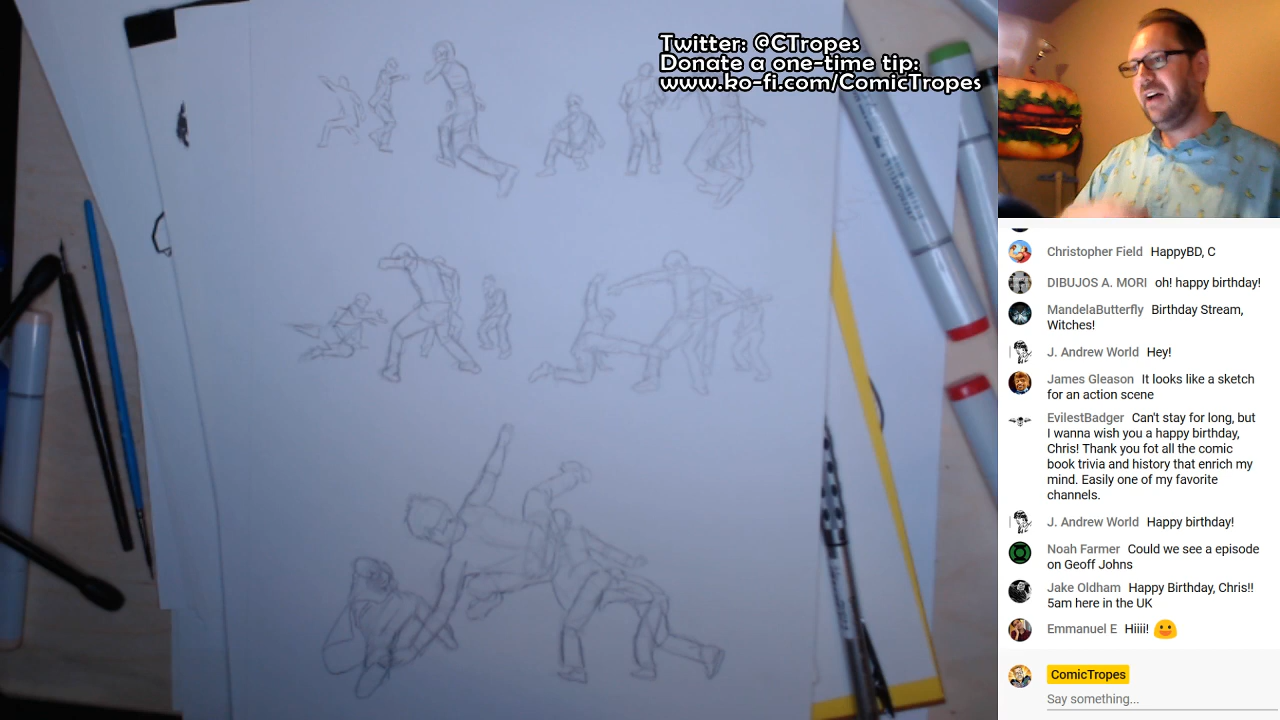 Twitter: @CTropes
Donate a one-time tip:
www.ko-fi.com/ComicTropes
Christopher Field HappyBD, C
DIBUJOS A. MORI oh! happy birthday!
MandelaButterfly Birthday Stream,
Witches!
J. Andrew World Hey!
James Gleason It looks like a sketch
for an action scene
EvilestBadger Can't stay for long, but
I wanna wish you a happy birthday,
Chris! Thank you fot all the comic
book trivia and history that enrich my
mind. Easily one of my favorite
channels.
J. Andrew World Happy birthday!
Noah Farmer Could we see a episode
on Geoff Johns
Jake Oldham Happy Birthday, Chris!!
5am here in the UK
Emmanuel E Hiiii!
ComicTropes
Say something...